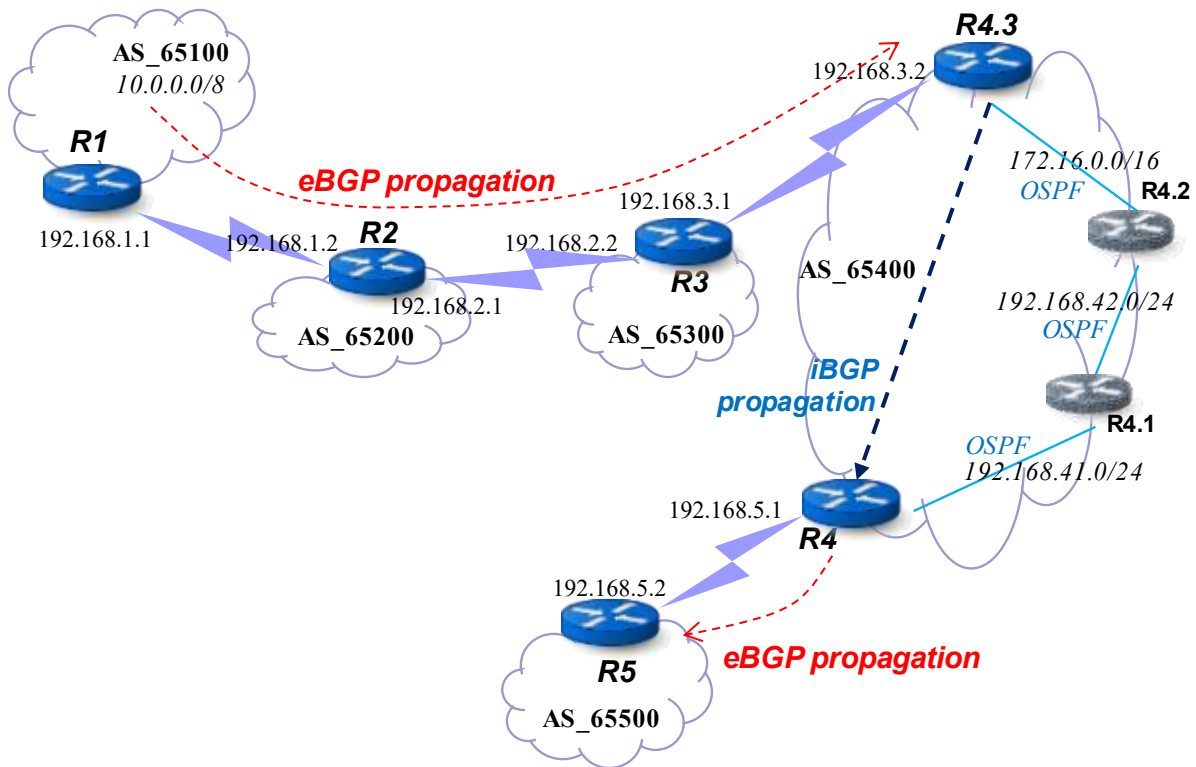 R4.3
AS_65100
10.0.0.0/8
192.168.3.2
R1
172.16.0.0/16
OSPF
eBGP propagation
R4.2
192.168.3.1
192.168.1.1
192.168.1.2
R2
192.168.2.2
R3
AS_65400
192.168.2.1
192.168.42.0/24
OSPF
AS_65200
AS_65300
iBGP
propagation
R4.1
OSPF
192.168.41.0/24
192.168.5.1
R4
192.168.5.2
eBGP propagation
R5
AS_65500